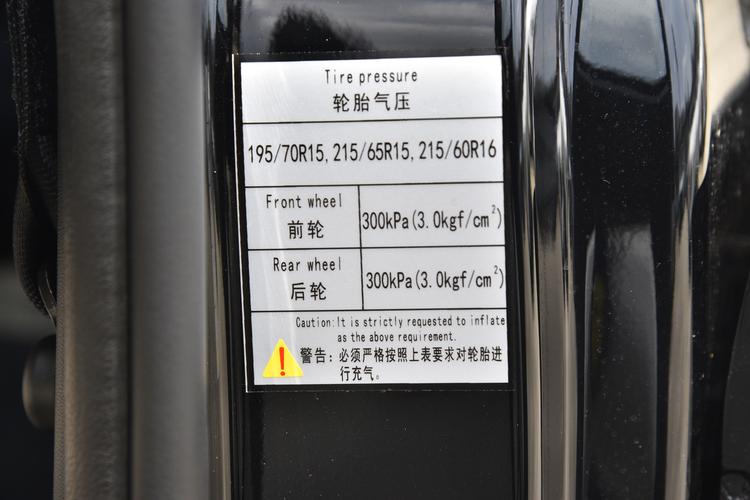 Tire pressure
轮胎气压
195/70R15,215/65R15,215/60R16
Front wheel
前轮
300kPa(3.0kgf/cm²)
Rear wheel
后轮
300kPa(3.0kgf/cm²)
Caution:It is strictly requested to inflate
as the above requirement.
警告：必须严格按照上表要求对轮胎进
行充气。